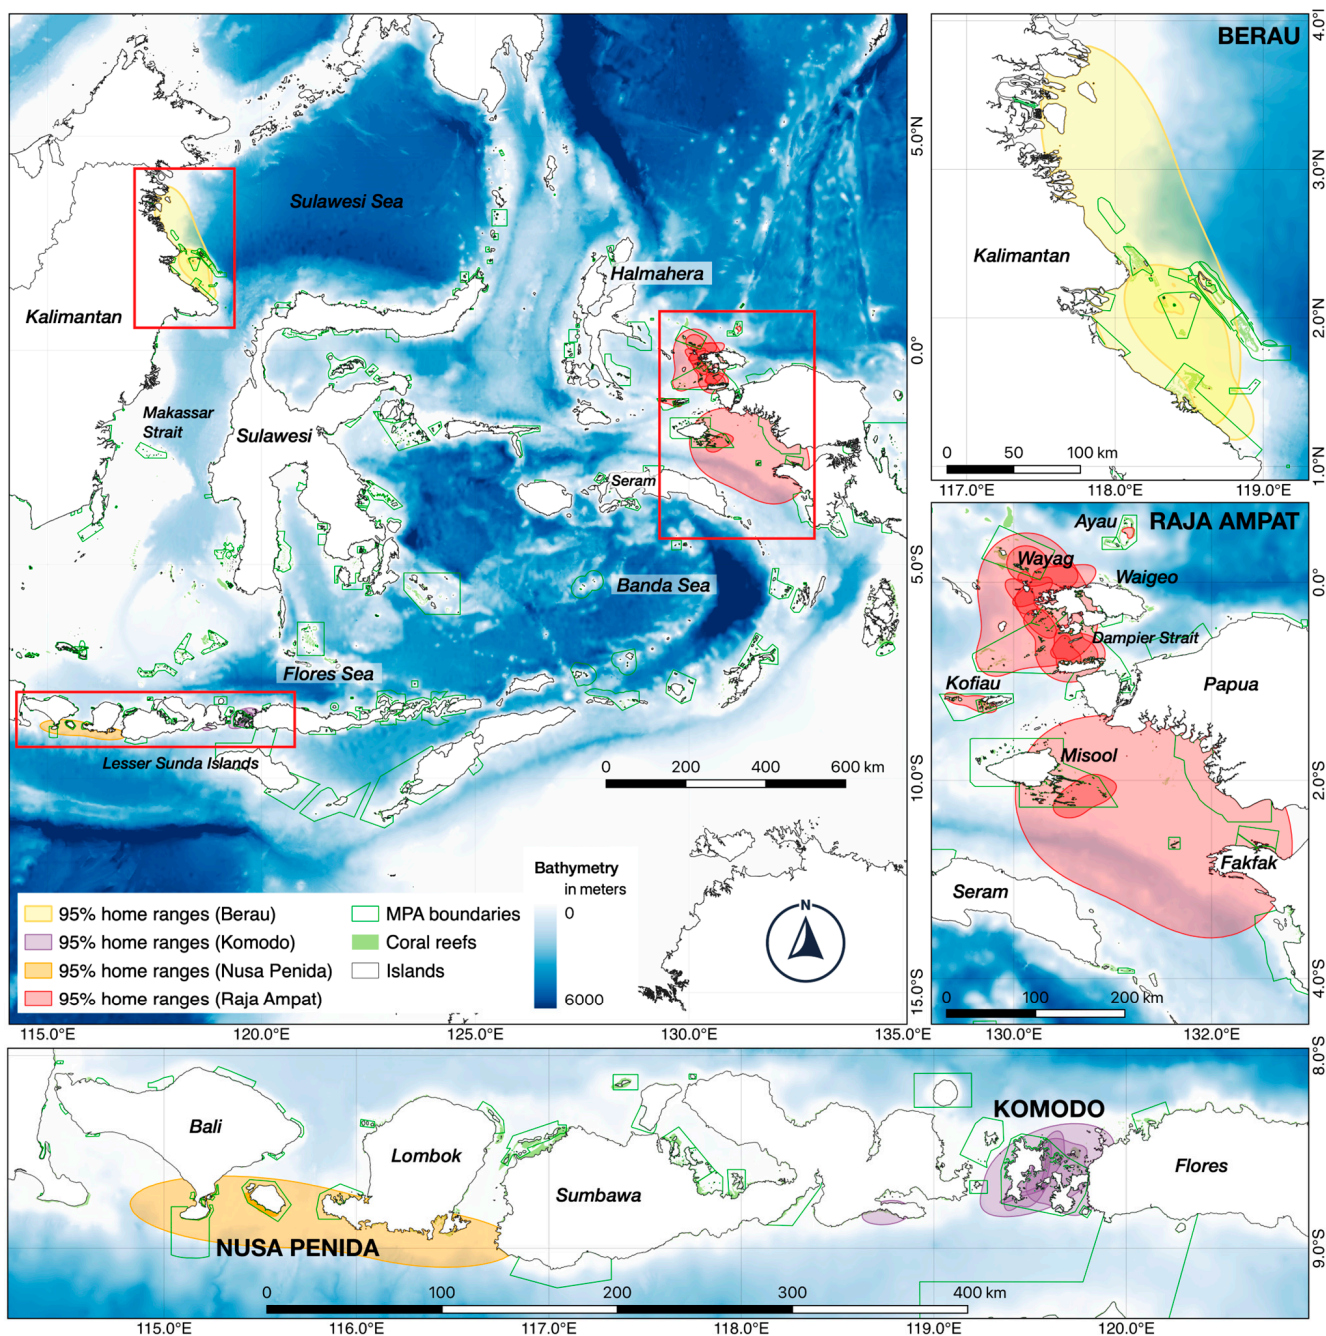 Sulawesi Sea
Halmahera
Kalimantan
Makassar
Strait
Sulawesi
Seram
Banda Sea
Flores Sea
Lesser Sunda Islands
0 200 400 600 km
5.0°N
0.0°
5.0°S
10.0°S
15.0°S
Bathymetry
in meters
0
6000
N
95% home ranges (Berau)
95% home ranges (Komodo)
95% home ranges (Nusa Penida)
95% home ranges (Raja Ampat)
MPA boundaries
Coral reefs
Islands
115.0°E 120.0°E 125.0°E 130.0°E 135.0°E
BERAU
Kalimantan
0 50 100 km
3.0°N
2.0°N
1.0°N
117.0°E 118.0°E 119.0°E
RAJA AMPAT
Ayau
Wayag
Waigeo
Dampier Strait
Kofiau
Papua
Misool
Fakfak
Seram
0 100 200 km
0.0°
2.0°S
4.0°S
130.0°E 132.0°E
KOMODO
Bali
Lombok
Sumbawa
Flores
NUSA PENIDA
0 100 200 300 400 km
8.0°S
9.0°S
115.0°E 116.0°E 117.0°E 118.0°E 119.0°E 120.0°E